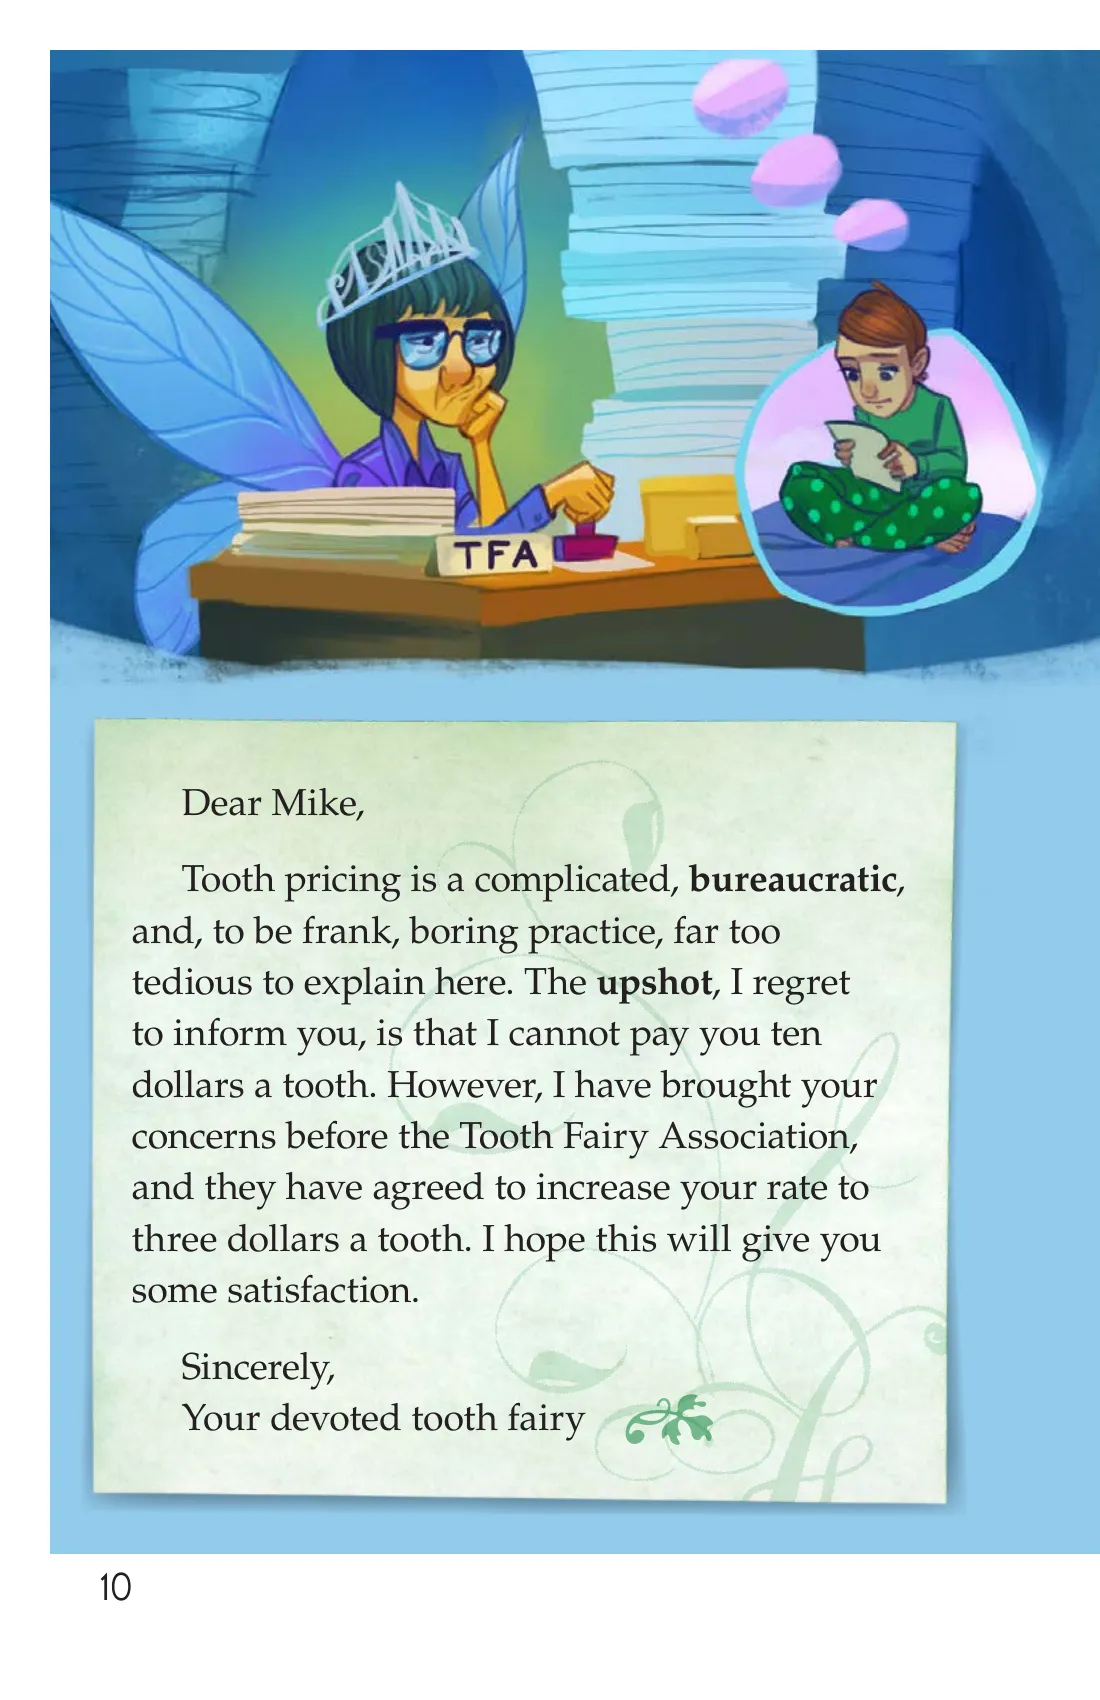 TFA
Dear Mike,
Tooth pricing is a complicated, bureaucratic,
and, to be frank, boring practice, far too
tedious to explain here. The upshot, I regret
to inform you, is that I cannot pay you ten
dollars a tooth. However, I have brought your
concerns before the Tooth Fairy Association,
and they have agreed to increase your rate to
three dollars a tooth. I hope this will give you
some satisfaction.
Sincerely,
Your devoted tooth fairy
10